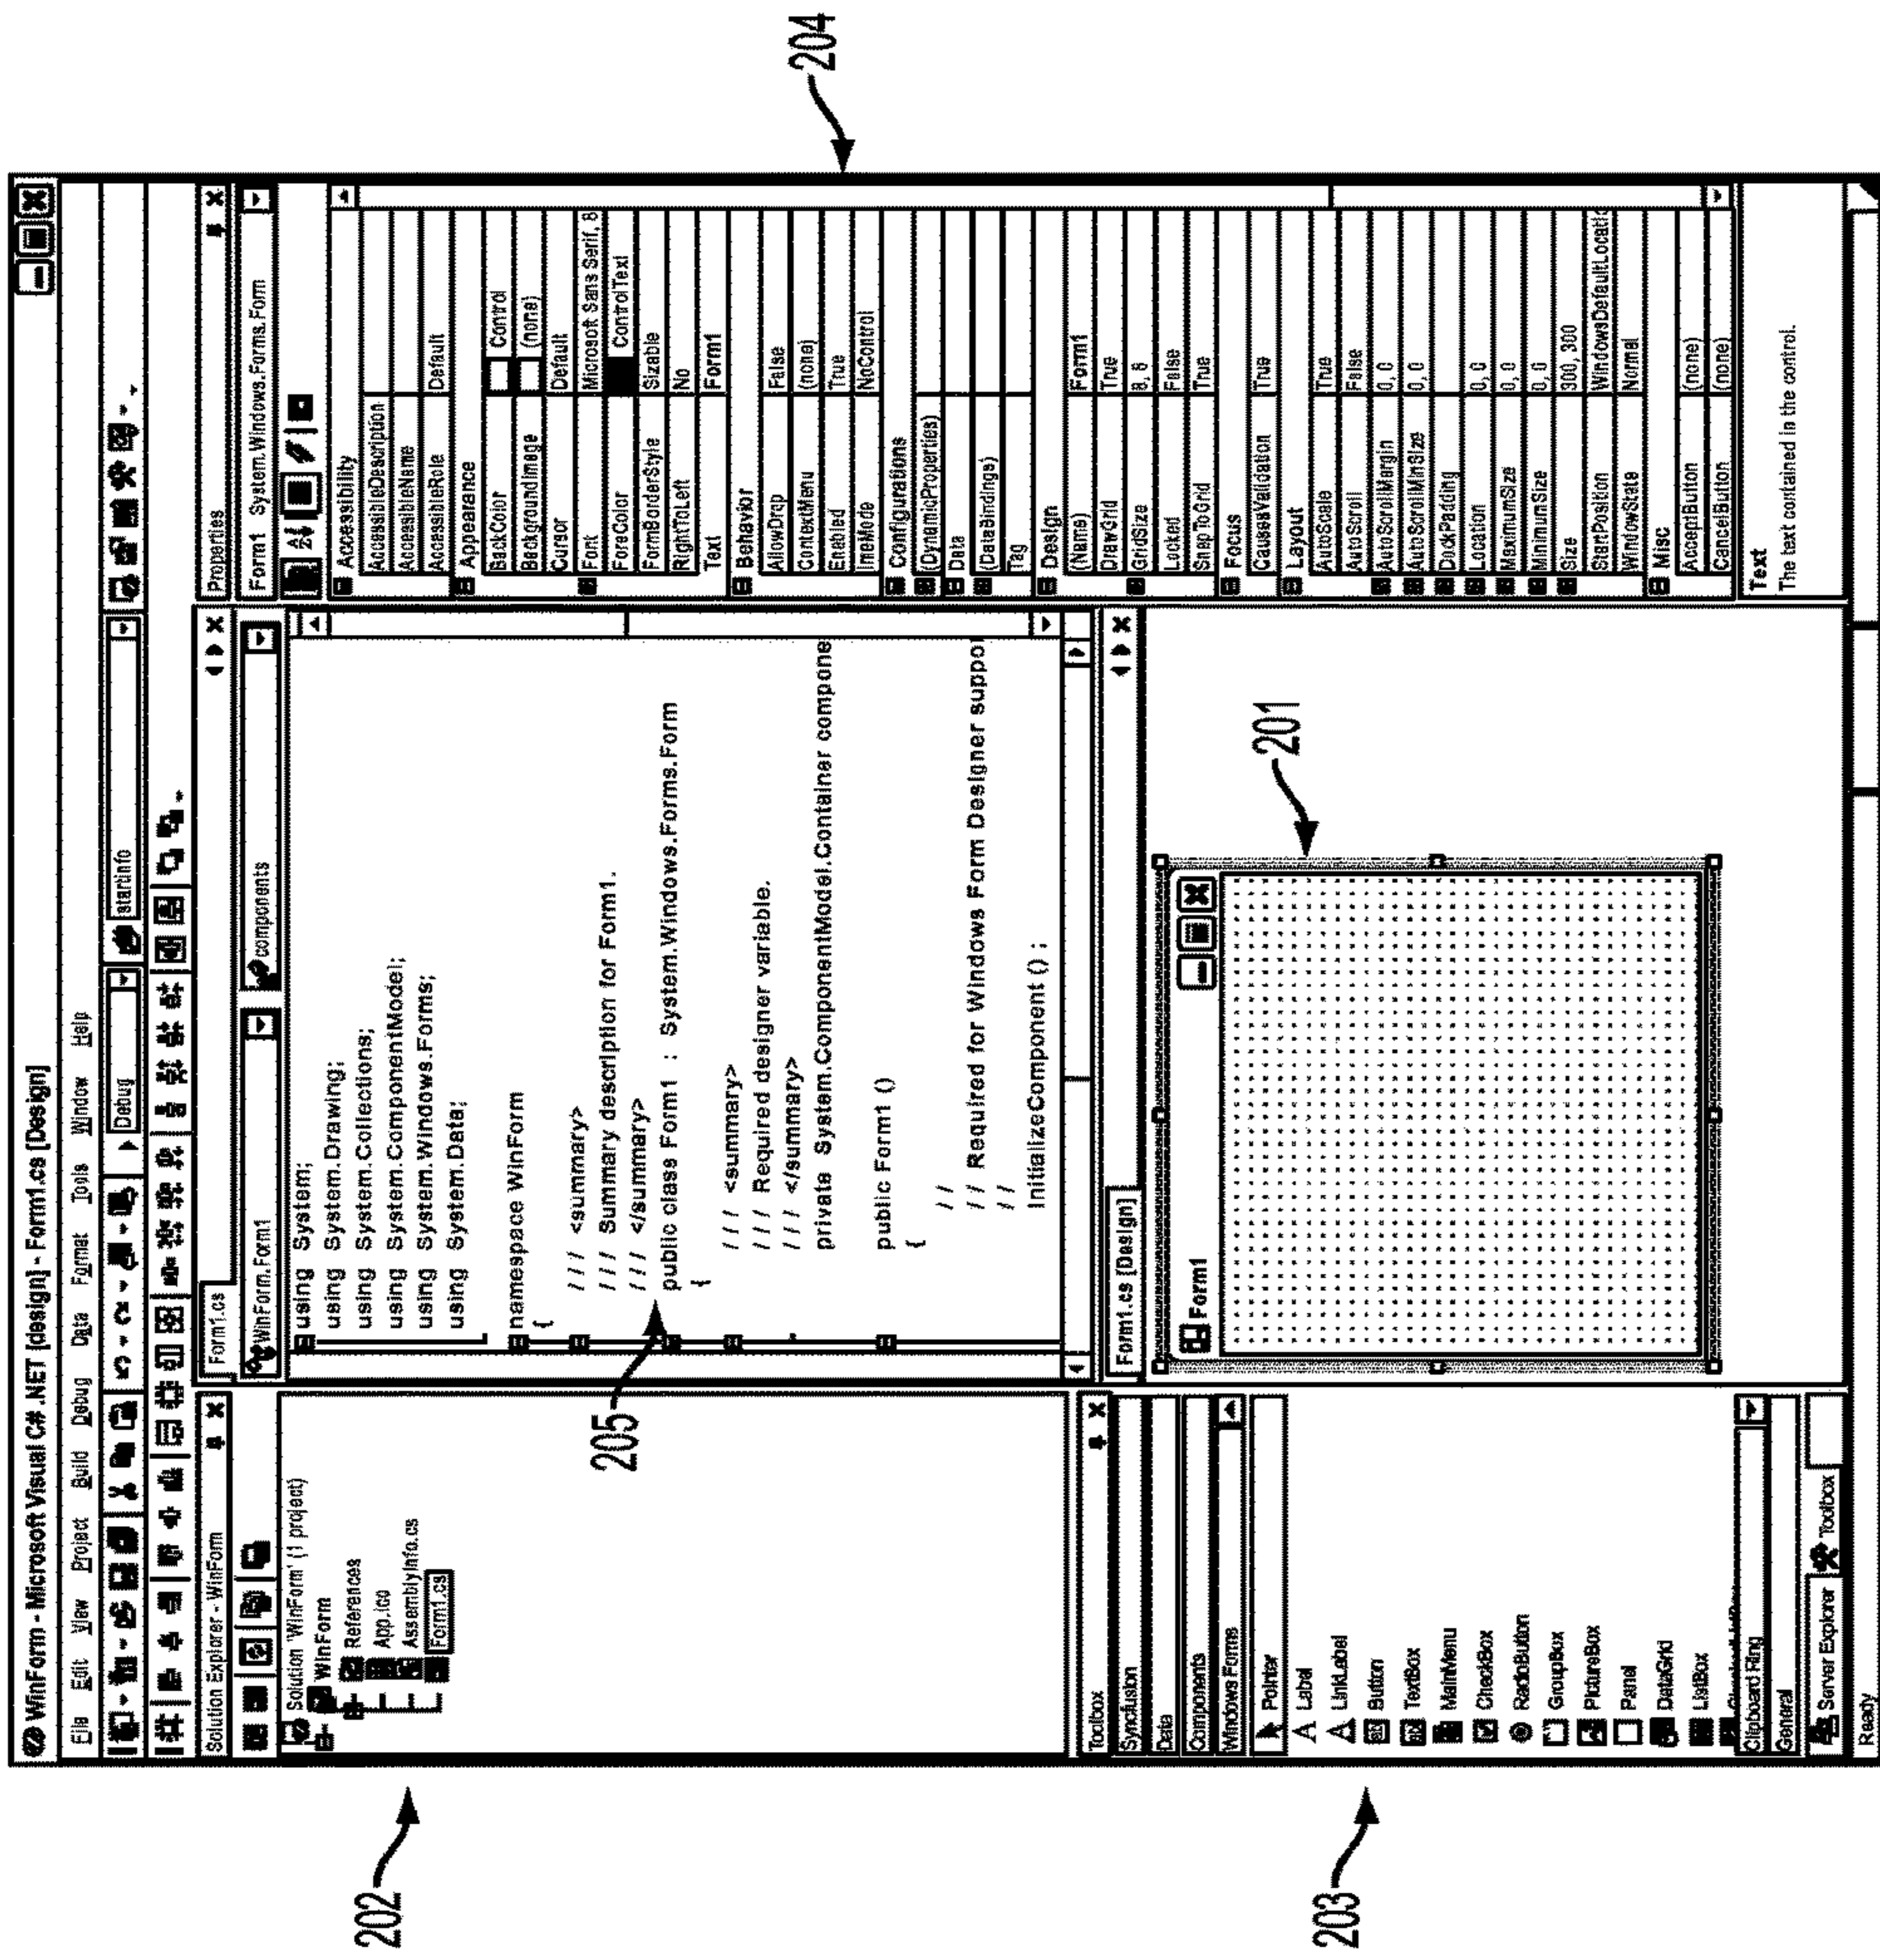 WinForm - Microsoft Visual C# .NET [design] - Form1.cs [Design]
File Edit View Project Build Debug Data Format Tools Window Help
Debug
startinfo
Solution Explorer - WinForm
Solution 'WinForm' (1 project)
WinForm
References
App.ico
AssemblyInfo.cs
Form1.cs
202
Form1.cs
WinForm.Form1
components
using System;
using System.Drawing;
using System.Collections;
using System.ComponentModel;
using System.Windows.Forms;
using System.Data;
namespace WinForm
{
/// <summary>
/// Summary description for Form1.
/// </summary>
public class Form1 : System.Windows.Forms.Form
{
/// <summary>
/// Required designer variable.
/// </summary>
private System.ComponentModel.Container compone
public Form1 ()
{
//
// Required for Windows Form Designer suppo
//
InitializeComponent () ;
205
Properties
Form1 System.Windows.Forms.Form
Accessibility
AccessibleDescription
AccessibleName
AccessibleRole Default
Appearance
BackColor Control
BackgroundImage (none)
Cursor Default
Font Microsoft Sans Serif, 8
ForeColor ControlText
FormBorderStyle Sizable
RightToLeft No
Text Form1
Behavior
AllowDrop False
ContextMenu (none)
Enabled True
ImeMode NoControl
Configurations
(DynamicProperties)
Data
(DataBindings)
Tag
Design
(Name) Form1
DrawGrid True
GridSize 8, 8
Locked False
SnapToGrid True
Focus
CausesValidation True
Layout
AutoScale True
AutoScroll False
AutoScrollMargin 0, 0
AutoScrollMinSize 0, 0
DockPadding
Location 0, 0
MaximumSize 0, 0
MinimumSize 0, 0
Size 300, 300
StartPosition WindowsDefaultLocatic
WindowState Normal
Misc
AcceptButton (none)
CancelButton (none)
Text
The text contained in the control.
204
Toolbox
Syncfusion
Data
Components
Windows Forms
Pointer
Label
LinkLabel
Button
TextBox
MainMenu
CheckBox
RadioButton
GroupBox
PictureBox
Panel
DataGrid
ListBox
Clipboard Ring
General
Server Explorer Toolbox
203
Form1.cs [Design]
Form1
201
Ready